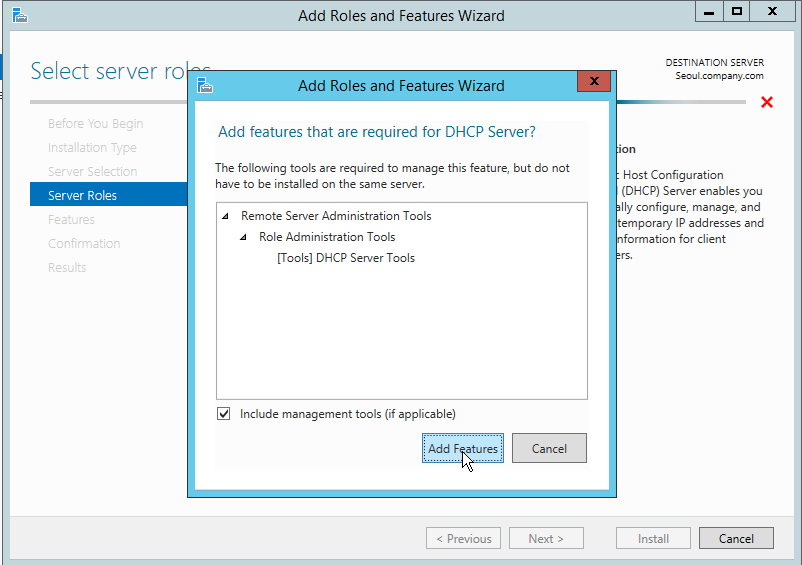 Add Roles and Features Wizard
Select server roles
DESTINATION SERVER
Seoul.company.com
Before You Begin
Installation Type
Server Selection
Server Roles
Features
Confirmation
Results
Add Roles and Features Wizard
Add features that are required for DHCP Server?
The following tools are required to manage this feature, but do not
have to be installed on the same server.
Remote Server Administration Tools
Role Administration Tools
[Tools] DHCP Server Tools
Include management tools (if applicable)
Add Features
Cancel
Host Configuration
(DHCP) Server enables you
configure, manage, and
temporary IP addresses and
information for client
< Previous
Next >
Install
Cancel